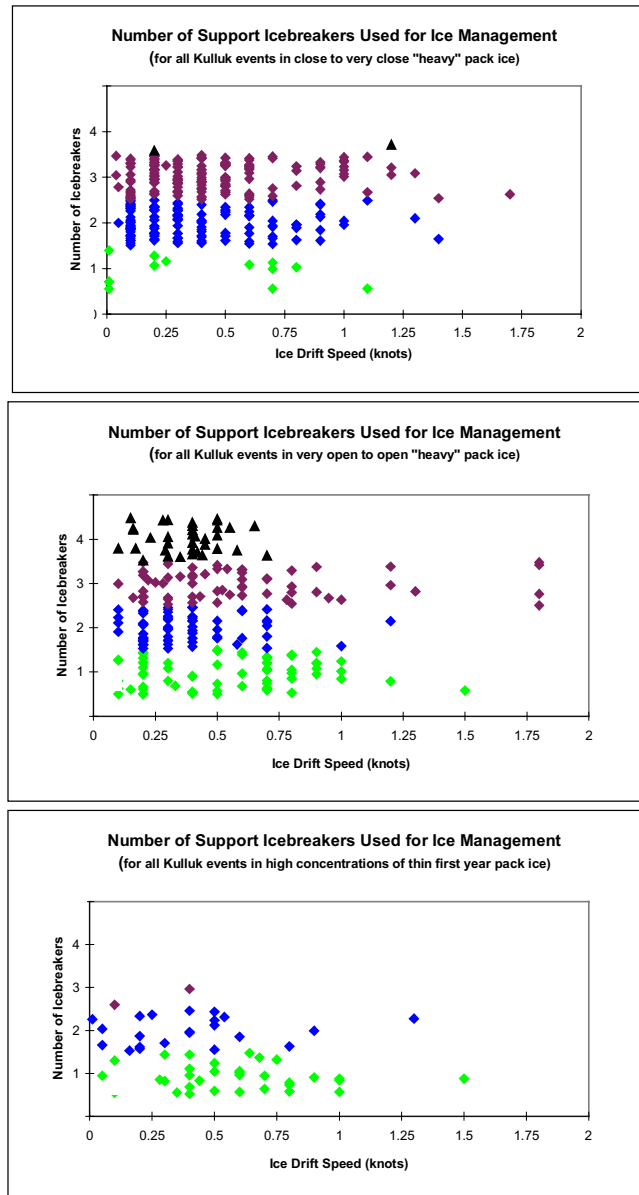 Number of Support Icebreakers Used for Ice Management
(for all Kulluk events in close to very close "heavy" pack ice)
Number of Icebreakers
4
3
2
1
)
0 0.25 0.5 0.75 1 1.25 1.5 1.75 2
Ice Drift Speed (knots)
Number of Support Icebreakers Used for Ice Management
(for all Kulluk events in very open to open "heavy" pack ice)
Number of Icebreakers
4
3
2
1
0 0.25 0.5 0.75 1 1.25 1.5 1.75 2
Ice Drift Speed (knots)
Number of Support Icebreakers Used for Ice Management
(for all Kulluk events in high concentrations of thin first year pack ice)
Number of Icebreakers
4
3
2
1
0 0.25 0.5 0.75 1 1.25 1.5 1.75 2
Ice Drift Speed (knots)